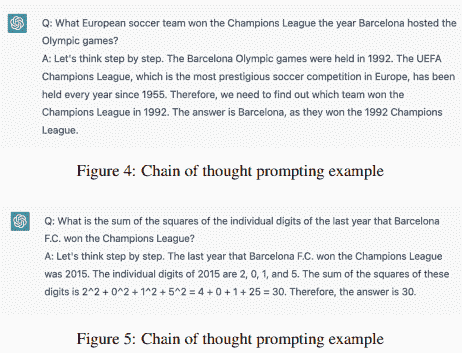 Q: What European soccer team won the Champions League the year Barcelona hosted the
Olympic games?
A: Let's think step by step. The Barcelona Olympic games were held in 1992. The UEFA
Champions League, which is the most prestigious soccer competition in Europe, has been
held every year since 1955. Therefore, we need to find out which team won the
Champions League in 1992. The answer is Barcelona, as they won the 1992 Champions
League.
Figure 4: Chain of thought prompting example
Q: What is the sum of the squares of the individual digits of the last year that Barcelona
F.C. won the Champions League?
A: Let's think step by step. The last year that Barcelona F.C. won the Champions League
was 2015. The individual digits of 2015 are 2, 0, 1, and 5. The sum of the squares of these
digits is 2^2 + 0^2 + 1^2 + 5^2 = 4 + 0 + 1 + 25 = 30. Therefore, the answer is 30.
Figure 5: Chain of thought prompting example